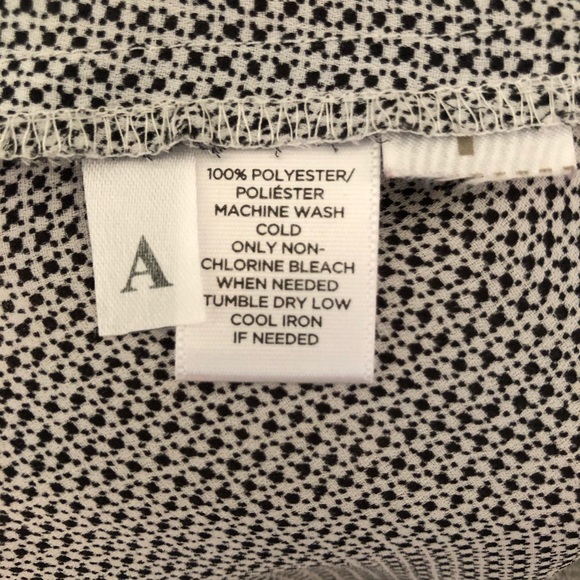 A
100% POLYESTER/
POLIÉSTER
MACHINE WASH
COLD
ONLY NON-
CHLORINE BLEACH
WHEN NEEDED
TUMBLE DRY LOW
COOL IRON
IF NEEDED